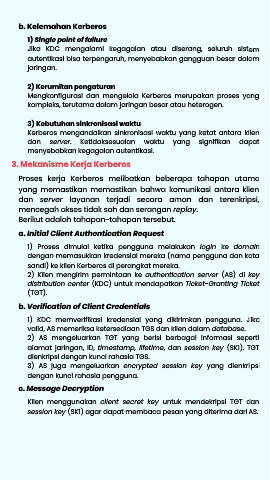 b. Kelemahan Kerberos
1) Single point of failure
Jika KDC mengalami kegagalan atau diserang, seluruh sistem
autentikasi bisa terpengaruh, menyebabkan gangguan besar dalam
jaringan.
2) Kerumitan pengaturan
Mengkonfigurasi dan mengelola Kerberos merupakan proses yang
kompleks, terutama dalam jaringan besar atau heterogen.
3) Kebutuhan sinkronisasi waktu
Kerberos mengandalkan sinkronisasi waktu yang ketat antara klien
dan server. Ketidaksesuaian waktu yang signifikan dapat
menyebabkan kegagalan autentikasi.
3. Mekanisme Kerja Kerberos
Proses kerja Kerberos melibatkan beberapa tahapan utama
yang memastikan memastikan bahwa komunikasi antara klien
dan server layanan terjadi secara aman dan terenkripsi,
mencegah akses tidak sah dan serangan replay.
Berikut adalah tahapan-tahapan tersebut.
a. Initial Client Authentication Request
1) Proses dimulai ketika pengguna melakukan login ke domain
dengan memasukkan kredensial mereka (nama pengguna dan kata
sandi) ke klien Kerberos di perangkat mereka.
2) Klien mengirim permintaan ke authentication server (AS) di key
distribution center (KDC) untuk mendapatkan Ticket-Granting Ticket
(TGT).
b. Verification of Client Credentials
1) KDC memverifikasi kredensial yang dikirimkan pengguna. Jika
valid, AS memeriksa ketersediaan TGS dan klien dalam database.
2) AS mengeluarkan TGT yang berisi berbagai informasi seperti
alamat jaringan, ID, timestamp, lifetime, dan session key (SK1). TGT
dienkripsi dengan kunci rahasia TGS.
3) AS juga mengeluarkan encrypted session key yang dienkripsi
dengan kunci rahasia pengguna.
c. Message Decryption
Klien menggunakan client secret key untuk mendekripsi TGT dan
session key (SK1) agar dapat membaca pesan yang diterima dari AS.